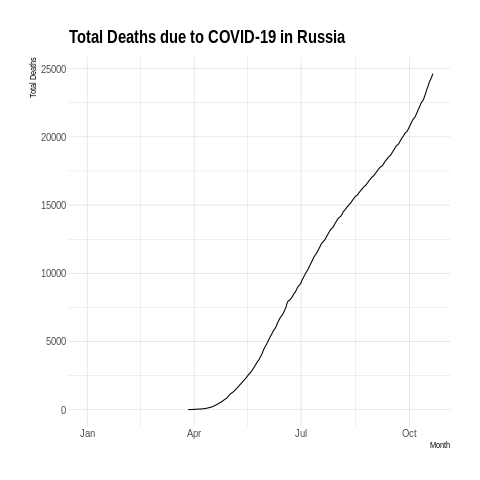 Total Deaths due to COVID-19 in Russia
Total Deaths
25000
20000
15000
10000
5000
0
Jan Apr Jul Oct
Month